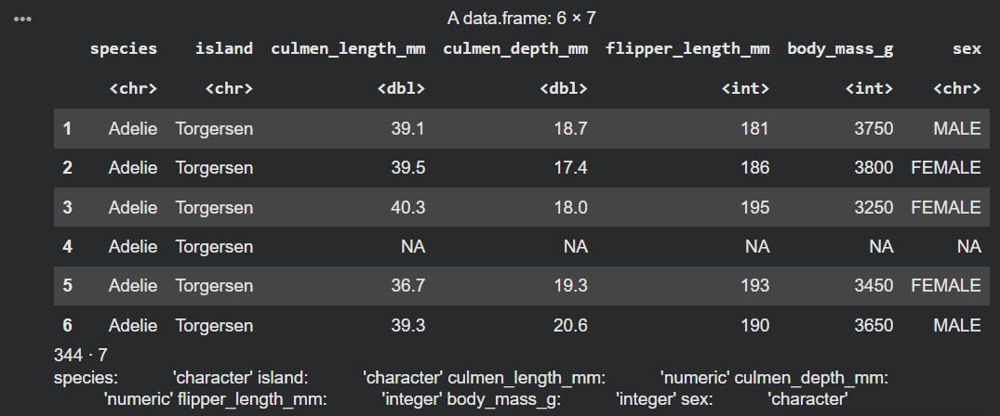 A data.frame: 6 × 7
species island culmen_length_mm culmen_depth_mm flipper_length_mm body_mass_g sex
<chr> <chr> <dbl> <dbl> <int> <int> <chr>
1 Adelie Torgersen 39.1 18.7 181 3750 MALE
2 Adelie Torgersen 39.5 17.4 186 3800 FEMALE
3 Adelie Torgersen 40.3 18.0 195 3250 FEMALE
4 Adelie Torgersen NA NA NA NA NA
5 Adelie Torgersen 36.7 19.3 193 3450 FEMALE
6 Adelie Torgersen 39.3 20.6 190 3650 MALE
344 · 7
species: 'character' island: 'character' culmen_length_mm: 'numeric' culmen_depth_mm:
'numeric' flipper_length_mm: 'integer' body_mass_g: 'integer' sex: 'character'